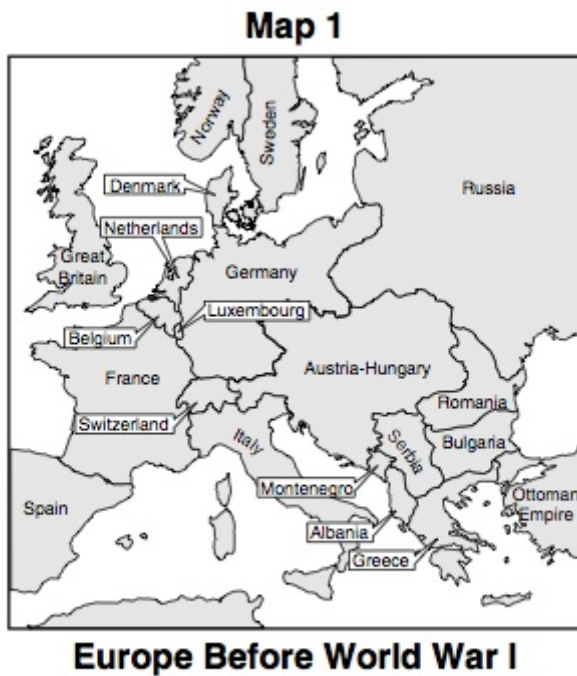 Map 1
Norway
Sweden
Denmark
Russia
Netherlands
Great
Britain
Germany
Luxembourg
Belgium
Austria-Hungary
France
Romania
Switzerland
Italy
Serbia
Bulgaria
Montenegro
Spain
Ottoman
Empire
Albania
Greece
Europe Before World War I